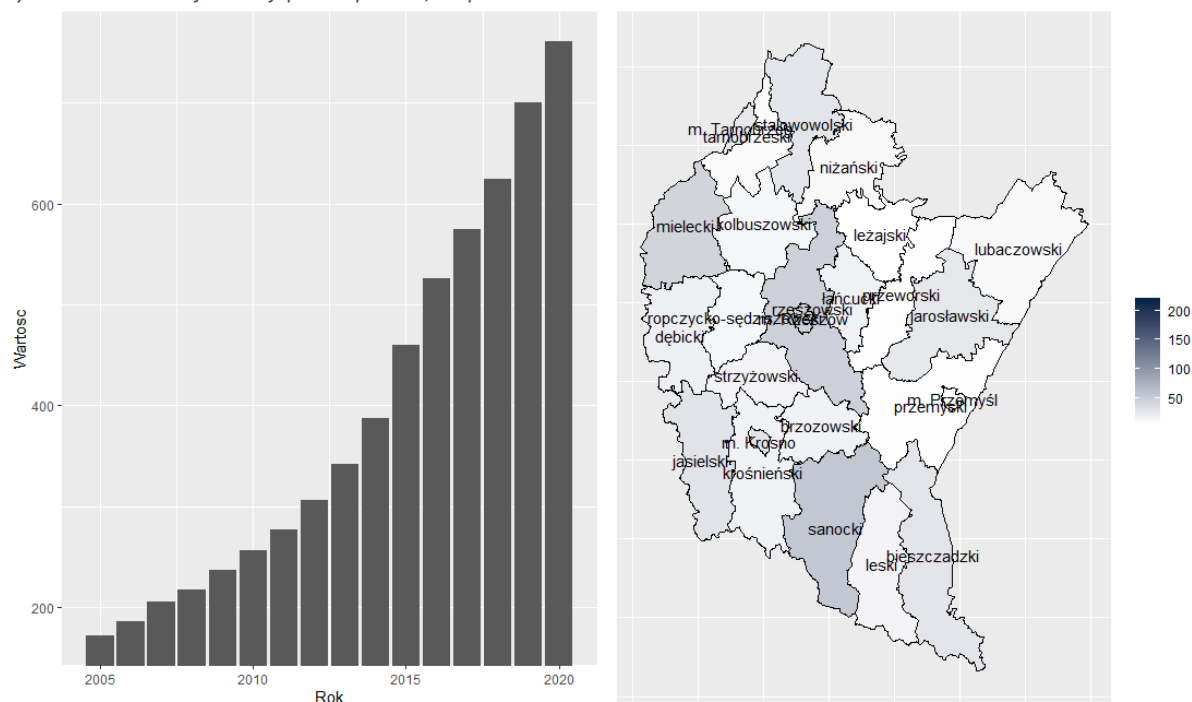 Wartosc
600
400
200
2005
2010
2015
2020
Rok
m. Tarnobrzeg
stalowowolski
tarnobrzeski
niżański
mielecki
kolbuszowski
leżajski
lubaczowski
łańcucki
przeworski
rzeszowski
jarosławski
ropczycko-sędziszowski
m. Rzeszów
dębicki
strzyżowski
m. Przemyśl
przemyski
brzozowski
m. Krosno
jasielski
krośnieński
sanocki
bieszczadzki
leski
200
150
100
50